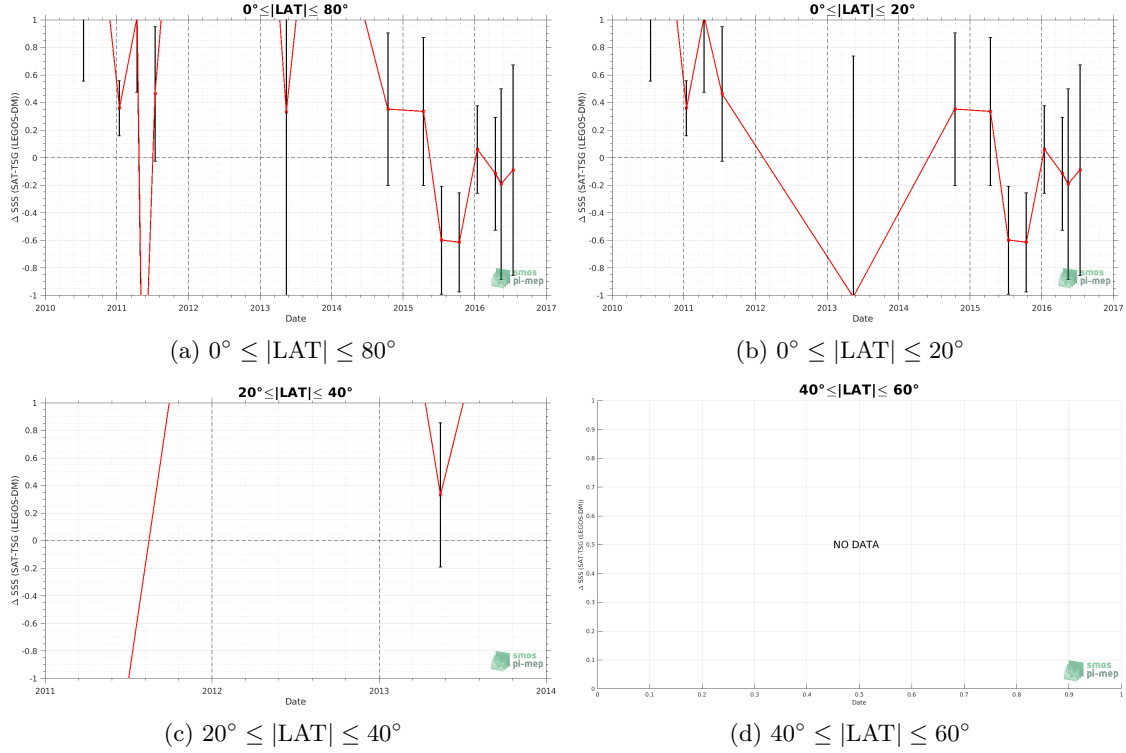 0°≤|LAT|≤ 80°
1
0.8
0.6
0.4
0.2
0
-0.2
-0.4
-0.6
-0.8
-1
Δ SSS (SAT-TSG (LEGOS-DM))
2010 2011 2012 2013 2014 2015 2016 2017
Date
smos
pi-mep
(a) 0° ≤ |LAT| ≤ 80°
0°≤|LAT|≤ 20°
1
0.8
0.6
0.4
0.2
0
-0.2
-0.4
-0.6
-0.8
-1
Δ SSS (SAT-TSG (LEGOS-DM))
2010 2011 2012 2013 2014 2015 2016 2017
Date
smos
pi-mep
(b) 0° ≤ |LAT| ≤ 20°
20°≤|LAT|≤ 40°
1
0.8
0.6
0.4
0.2
0
-0.2
-0.4
-0.6
-0.8
-1
Δ SSS (SAT-TSG (LEGOS-DM))
2011 2012 2013 2014
Date
smos
pi-mep
(c) 20° ≤ |LAT| ≤ 40°
40°≤|LAT|≤ 60°
1
0.9
0.8
0.7
0.6
0.5
0.4
0.3
0.2
0.1
0
Δ SSS (SAT-TSG (LEGOS-DM))
NO DATA
0 0.1 0.2 0.3 0.4 0.5 0.6 0.7 0.8 0.9 1
Date
smos
pi-mep
(d) 40° ≤ |LAT| ≤ 60°